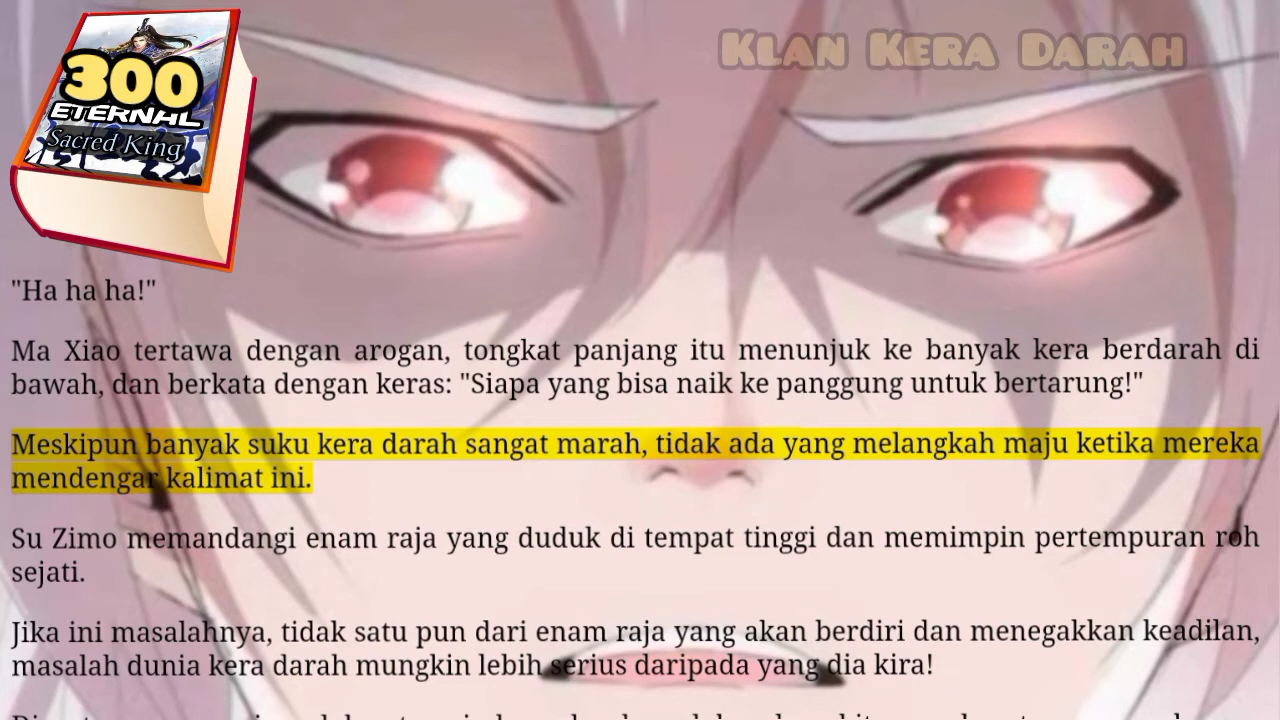 300
ETERNAL
Sacred King
KLAN KERA DARAH
"Ha ha ha!"
Ma Xiao tertawa dengan arogan, tongkat panjang itu menunjuk ke banyak kera berdarah di
bawah, dan berkata dengan keras: "Siapa yang bisa naik ke panggung untuk bertarung!"
Meskipun banyak suku kera darah sangat marah, tidak ada yang melangkah maju ketika mereka
mendengar kalimat ini.
Su Zimo memandangi enam raja yang duduk di tempat tinggi dan memimpin pertempuran roh
sejati.
Jika ini masalahnya, tidak satu pun dari enam raja yang akan berdiri dan menegakkan keadilan,
masalah dunia kera darah mungkin lebih serius daripada yang dia kira!